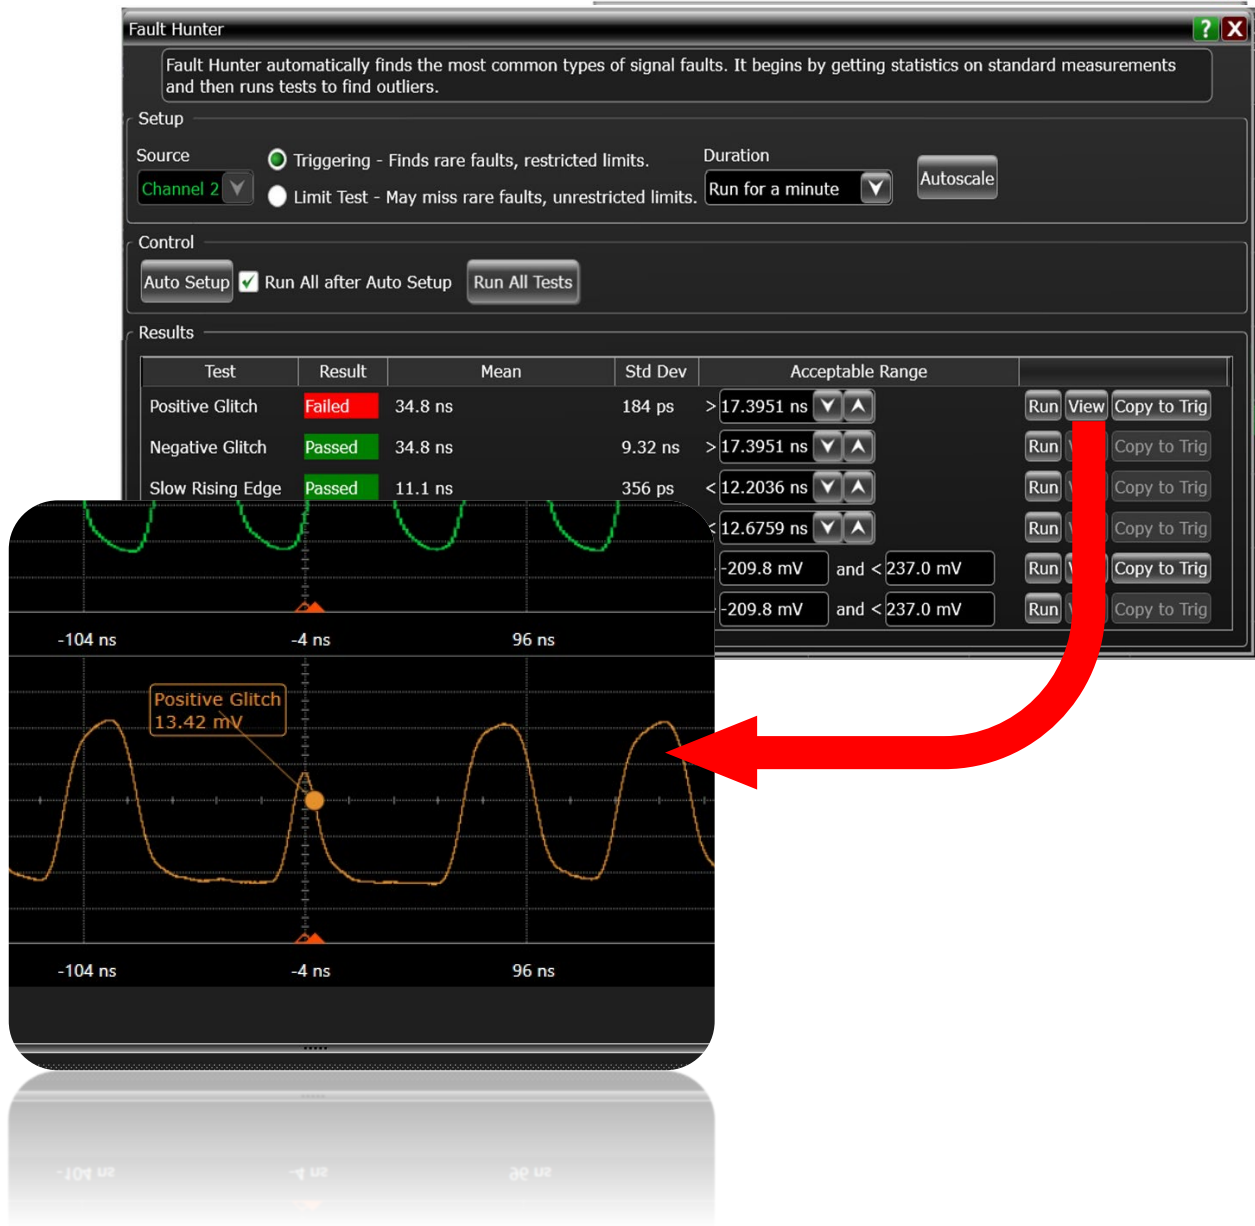 Fault Hunter
? X
Fault Hunter automatically finds the most common types of signal faults. It begins by getting statistics on standard measurements
and then runs tests to find outliers.
Setup
Source
Channel 2
Triggering - Finds rare faults, restricted limits.
Limit Test - May miss rare faults, unrestricted limits.
Duration
Run for a minute
Autoscale
Control
Auto Setup
Run All after Auto Setup
Run All Tests
Results
Test Result Mean Std Dev Acceptable Range
Positive Glitch Failed 34.8 ns 184 ps > 17.3951 ns Run View Copy to Trig
Negative Glitch Passed 34.8 ns 9.32 ns > 17.3951 ns Run Copy to Trig
Slow Rising Edge Passed 11.1 ns 356 ps < 12.2036 ns Run Copy to Trig
< 12.6759 ns Run Copy to Trig
-209.8 mV and < 237.0 mV Run Copy to Trig
-209.8 mV and < 237.0 mV Run Copy to Trig
-104 ns -4 ns 96 ns
Positive Glitch
13.42 mV
-104 ns -4 ns 96 ns